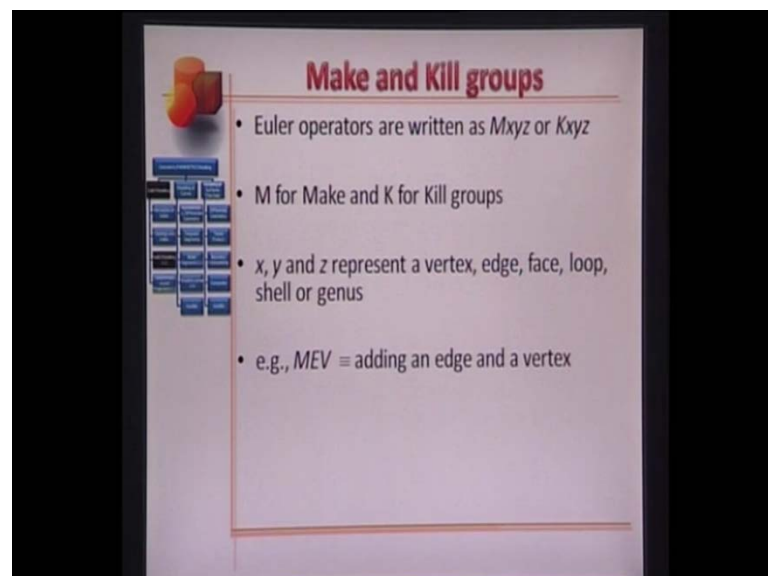 Make and Kill groups
• Euler operators are written as Mxyz or Kxyz
• M for Make and K for Kill groups
• x, y and z represent a vertex, edge, face, loop,
shell or genus
• e.g., MEV ≡ adding an edge and a vertex